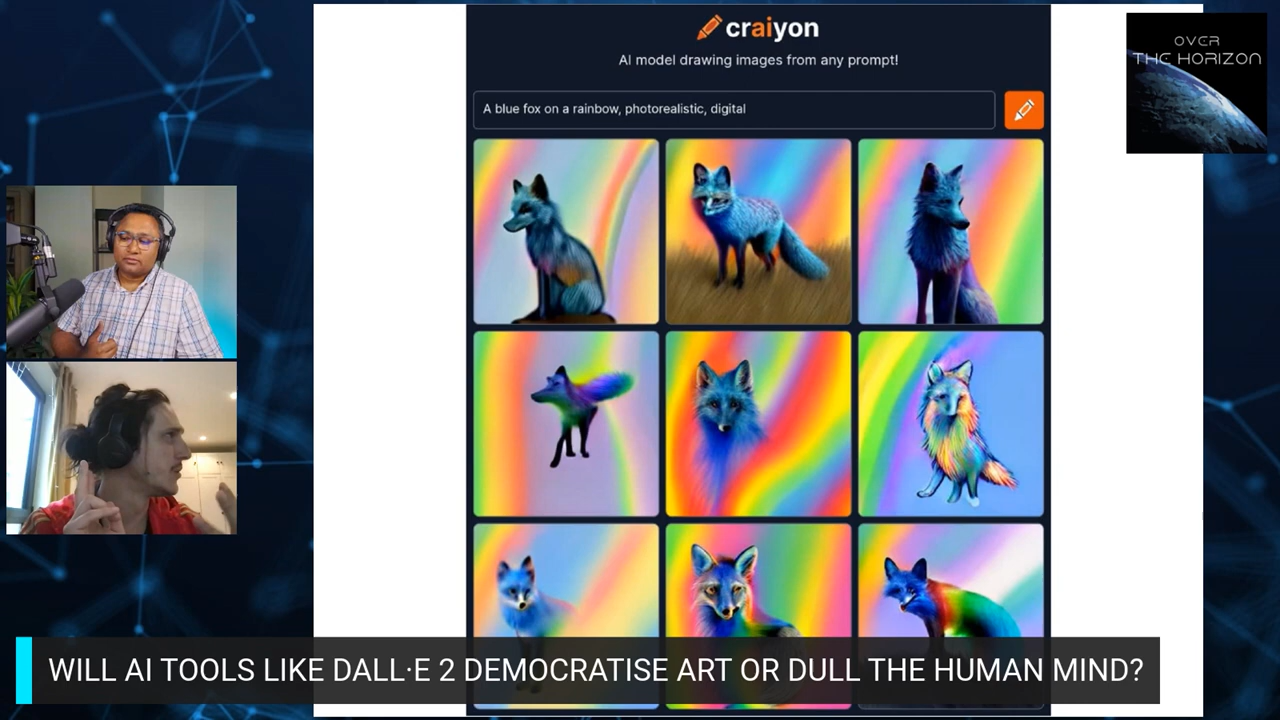 craiyon
AI model drawing images from any prompt!
A blue fox on a rainbow, photorealistic, digital
OVER
THE HORIZON
WILL AI TOOLS LIKE DALL·E 2 DEMOCRATISE ART OR DULL THE HUMAN MIND?